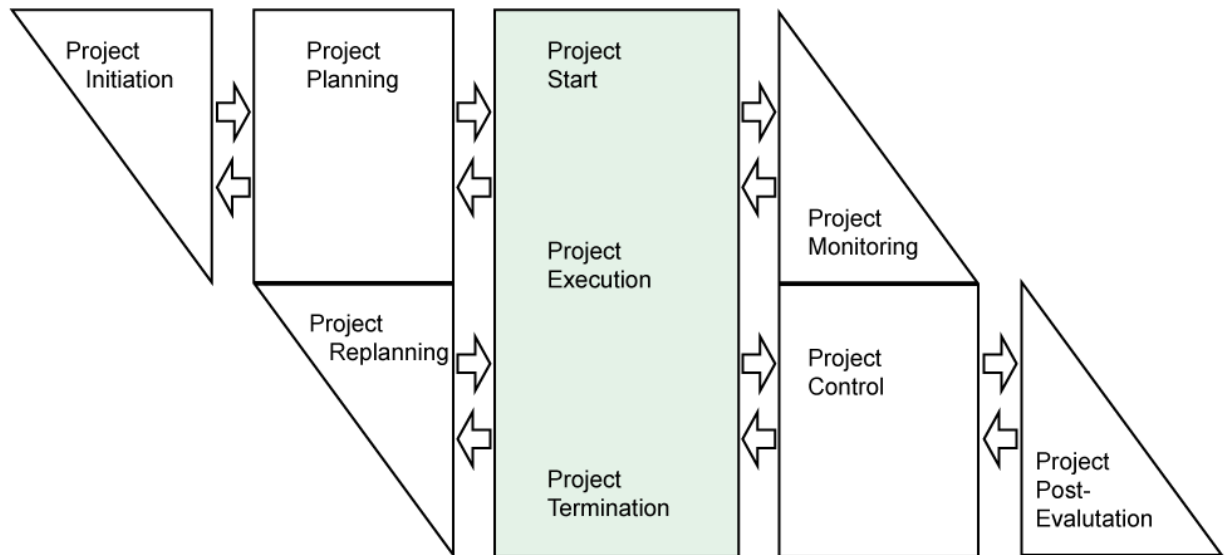 Project
Initiation
Project
Planning
Project
Start
Project
Monitoring
Project
Execution
Project
Replanning
Project
Control
Project
Termination
Project
Post-
Evalutation